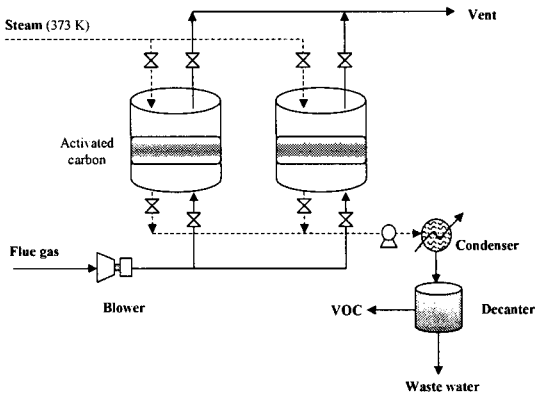 Vent
Steam (373 K)
Activated
carbon
Flue gas
Condenser
Blower
VOC
Decanter
Waste water